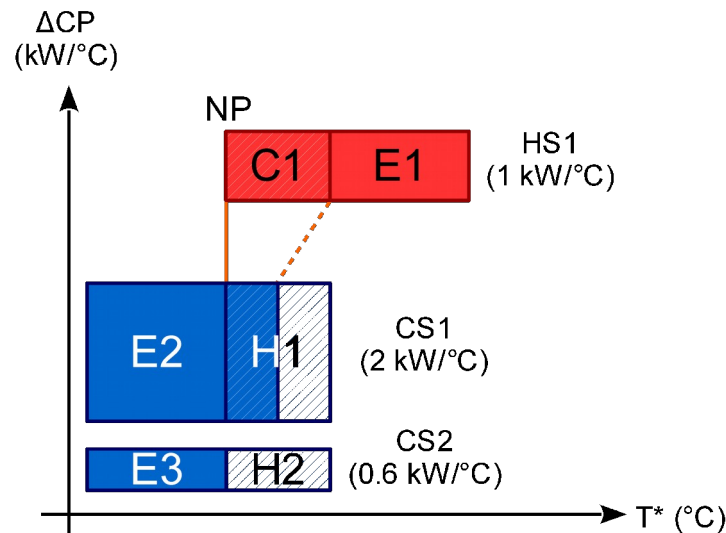 ΔCP
(kW/°C)
NP
C1
E1
HS1
(1 kW/°C)
E2
H1
CS1
(2 kW/°C)
E3
H2
CS2
(0.6 kW/°C)
T* (°C)